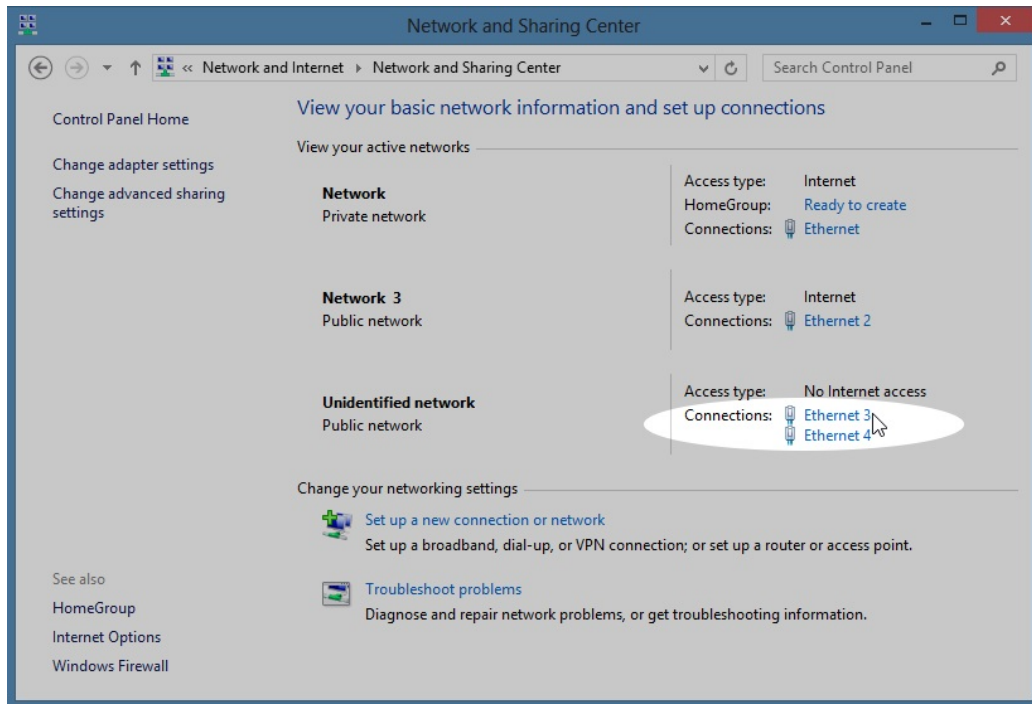 Network and Sharing Center
« Network and Internet Network and Sharing Center
Search Control Panel
Control Panel Home
Change adapter settings
Change advanced sharing
settings
View your basic network information and set up connections
View your active networks
Network
Private network
Access type: Internet
HomeGroup: Ready to create
Connections: Ethernet
Network 3
Public network
Access type: Internet
Connections: Ethernet 2
Unidentified network
Public network
Access type: No Internet access
Connections: Ethernet 3
Ethernet 4
Change your networking settings
Set up a new connection or network
Set up a broadband, dial-up, or VPN connection; or set up a router or access point.
Troubleshoot problems
Diagnose and repair network problems, or get troubleshooting information.
See also
HomeGroup
Internet Options
Windows Firewall